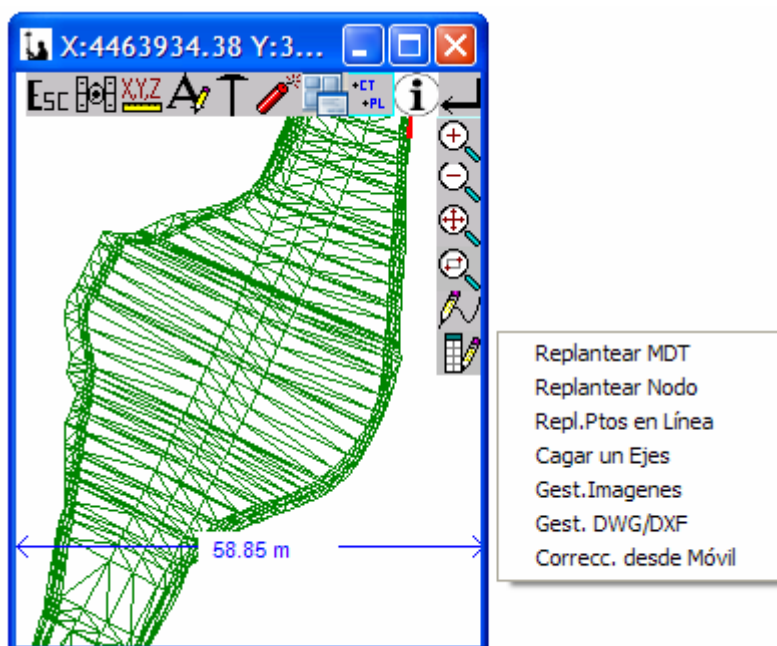 X:4463934.38 Y:3...
Esc X,Y,Z A T +CT i
+PL
Replantear MDT
Replantear Nodo
Repl.Ptos en Línea
Cagar un Ejes
Gest.Imagenes
Gest. DWG/DXF
Correcc. desde Móvil
58.85 m